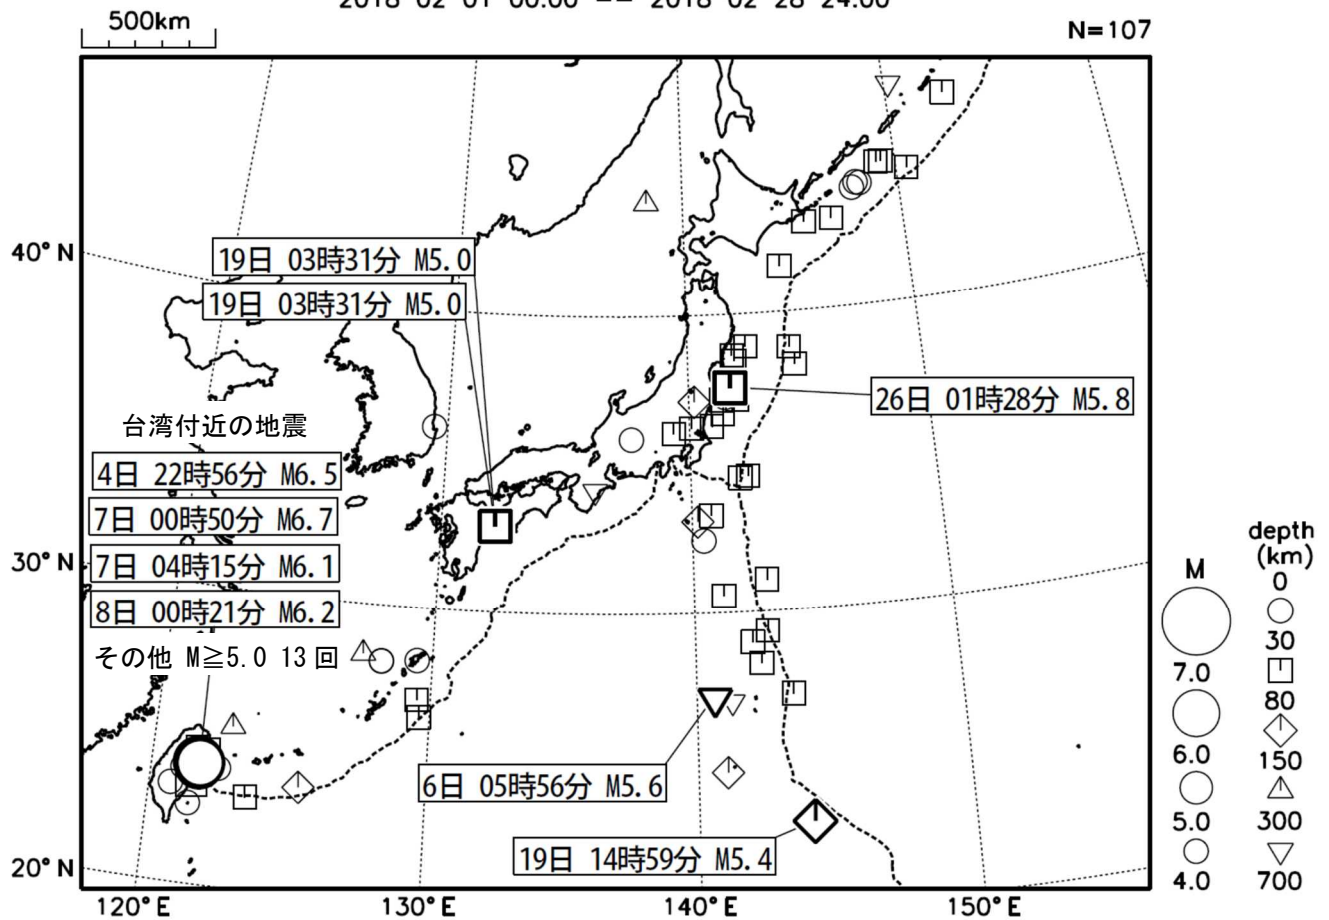 2018 02 01 00:00 -- 2018 02 28 24:00
500km
N=107
40°N
30°N
20°N
120°E
130°E
140°E
150°E
19日 03時31分 M5.0
19日 03時31分 M5.0
26日 01時28分 M5.8
台湾付近の地震
4日 22時56分 M6.5
7日 00時50分 M6.7
7日 04時15分 M6.1
8日 00時21分 M6.2
その他 M≧5.0 13回
6日 05時56分 M5.6
19日 14時59分 M5.4
M
7.0
6.0
5.0
4.0
depth
(km)
0
30
80
150
300
700